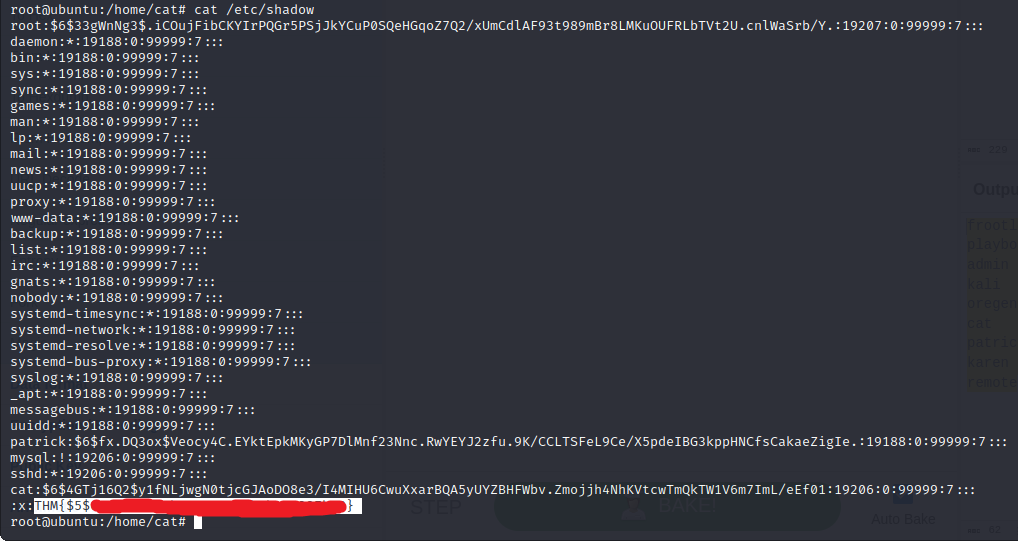 root@ubuntu:/home/cat# cat /etc/shadow
root:$6$33gWnNg3$.iCOujFibCKYIrPQGr5PSjJkYCuP0SQeHGqoZ7Q2/xUmCdlAF93t989mBr8LMKuOUFRLbTVt2U.cnlWaSrb/Y.:19207:0:99999:7:::
daemon:*:19188:0:99999:7:::
bin:*:19188:0:99999:7:::
sys:*:19188:0:99999:7:::
sync:*:19188:0:99999:7:::
games:*:19188:0:99999:7:::
man:*:19188:0:99999:7:::
lp:*:19188:0:99999:7:::
mail:*:19188:0:99999:7:::
news:*:19188:0:99999:7:::
uucp:*:19188:0:99999:7:::
proxy:*:19188:0:99999:7:::
www-data:*:19188:0:99999:7:::
backup:*:19188:0:99999:7:::
list:*:19188:0:99999:7:::
irc:*:19188:0:99999:7:::
gnats:*:19188:0:99999:7:::
nobody:*:19188:0:99999:7:::
systemd-timesync:*:19188:0:99999:7:::
systemd-network:*:19188:0:99999:7:::
systemd-resolve:*:19188:0:99999:7:::
systemd-bus-proxy:*:19188:0:99999:7:::
syslog:*:19188:0:99999:7:::
_apt:*:19188:0:99999:7:::
messagebus:*:19188:0:99999:7:::
uuidd:*:19188:0:99999:7:::
patrick:$6$fx.DQ3ox$Veocy4C.EYktEpkMKyGP7DlMnf23Nnc.RwYEYJ2zfu.9K/CCLTSFeL9Ce/X5pdeIBG3kppHNCfsCakaeZigIe.:19188:0:99999:7:::
mysql:!:19206:0:99999:7:::
sshd:*:19206:0:99999:7:::
cat:$6$4GTj16Q2$y1fNLjwgN0tjcGJAoDO8e3/I4MIHU6CwuXxarBQA5yUYZBHFWbv.Zmojjh4NhKVtcwTmQkTW1V6m7ImL/eEf01:19206:0:99999:7:::
:x:THM{$5$ }
root@ubuntu:/home/cat#
229
Output
playbo
admin
kali
oregen
cat
patric
karen
remote
STEP
BAKE!
Auto Bake
92